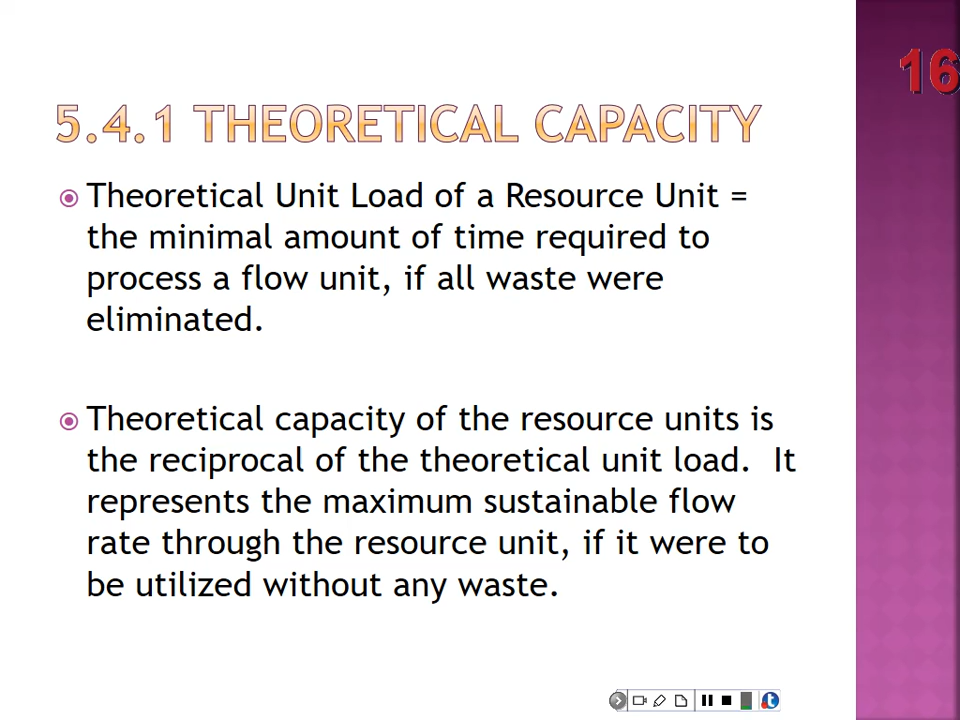 16
5.4.1 THEORETICAL CAPACITY
Theoretical Unit Load of a Resource Unit =
the minimal amount of time required to
process a flow unit, if all waste were
eliminated.
Theoretical capacity of the resource units is
the reciprocal of the theoretical unit load.  It
represents the maximum sustainable flow
rate through the resource unit, if it were to
be utilized without any waste.